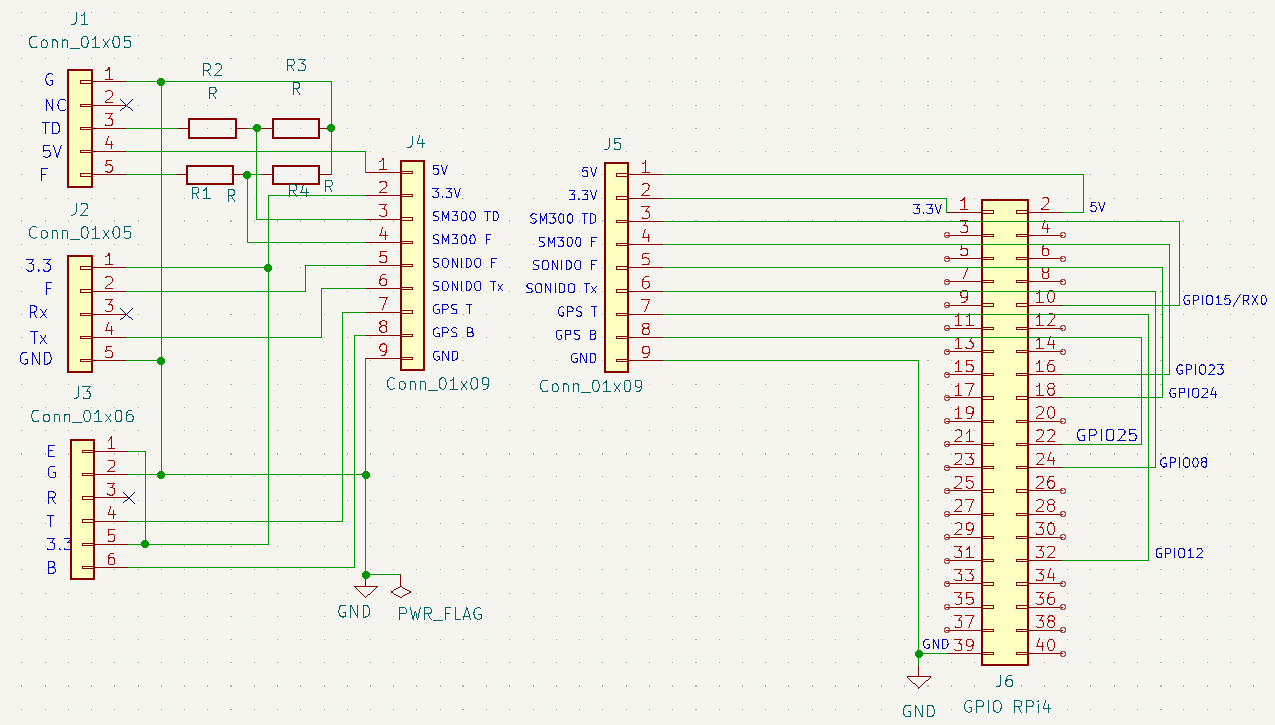 J1
Conn_01x05
G 1
NC 2
TD 3
5V 4
F 5
R2
R
R3
R
R1 R
R4 R
J2
Conn_01x05
3.3 1
F 2
Rx 3
Tx 4
GND 5
J3
Conn_01x06
E 1
G 2
R 3
T 4
3.3 5
B 6
J4
1 5V
2 3.3V
3 SM300 TD
4 SM300 F
5 SONIDO F
6 SONIDO Tx
7 GPS T
8 GPS B
9 GND
Conn_01x09
GND
PWR_FLAG
J5
5V 1
3.3V 2
SM300 TD 3
SM300 F 4
SONIDO F 5
SONIDO Tx 6
GPS T 7
GPS B 8
GND 9
Conn_01x09
3.3V 1 2 5V
3 4
5 6
7 8
9 10 GPIO15/RX0
11 12
13 14
15 16 GPIO23
17 18 GPIO24
19 20
21 22 GPIO25
23 24 GPIO08
25 26
27 28
29 30
31 32 GPIO12
33 34
35 36
37 38
GND 39 40
J6
GPIO RPi4
GND